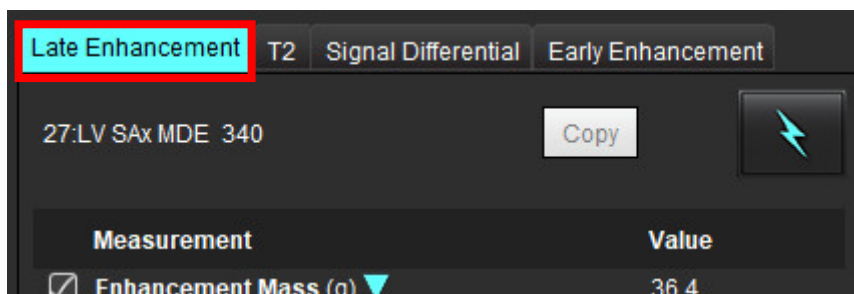 Late Enhancement T2 Signal Differential Early Enhancement
27:LV SAx MDE 340 Copy
Measurement Value
Enhancement Mass (g) 36.4